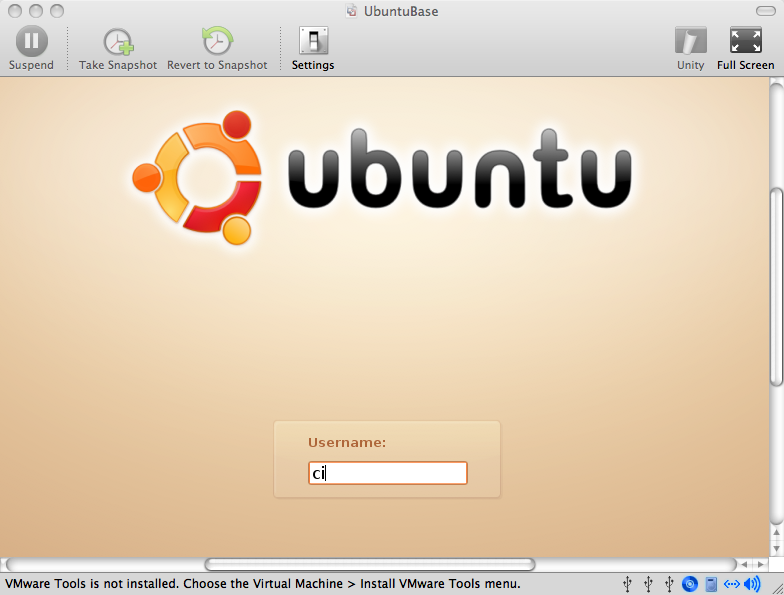 UbuntuBase
Suspend Take Snapshot Revert to Snapshot Settings Unity Full Screen
ubuntu
Username:
ci
VMware Tools is not installed. Choose the Virtual Machine > Install VMware Tools menu.